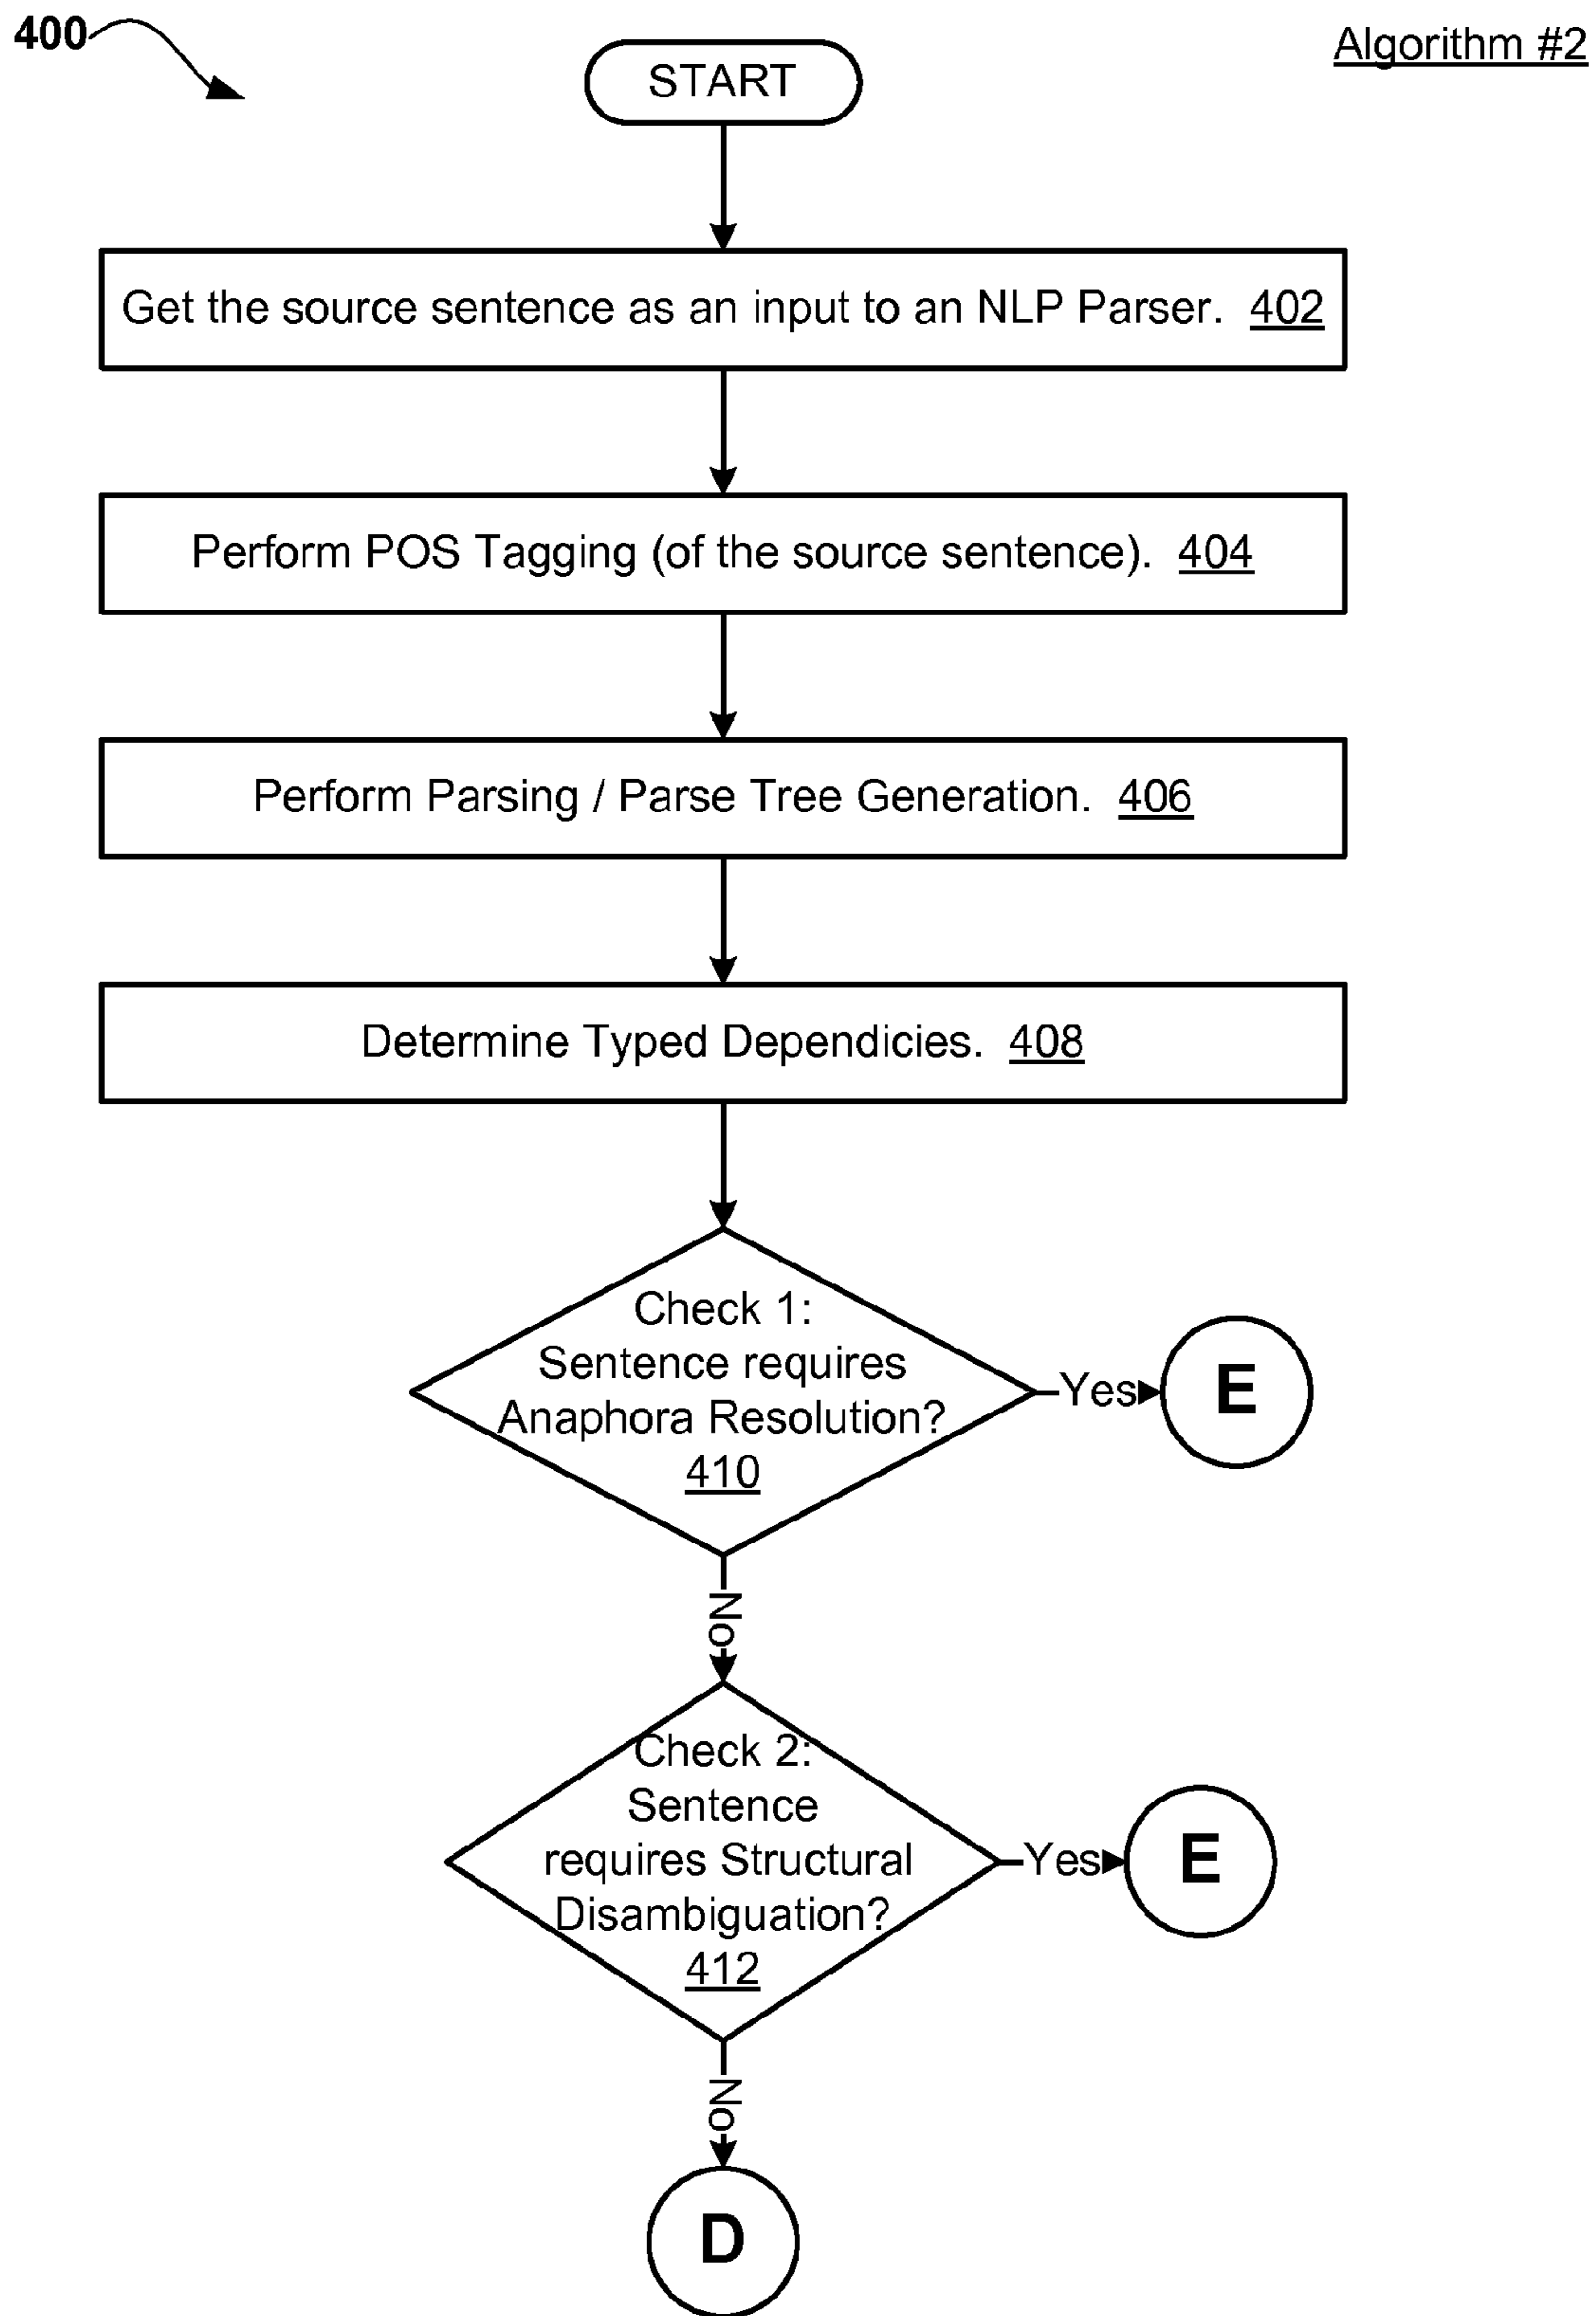 400
Algorithm #2
START
Get the source sentence as an input to an NLP Parser. 402
Perform POS Tagging (of the source sentence). 404
Perform Parsing / Parse Tree Generation. 406
Determine Typed Dependicies. 408
Check 1:
Sentence requires
Anaphora Resolution?
410
Yes
E
No
Check 2:
Sentence
requires Structural
Disambiguation?
412
Yes
E
No
D